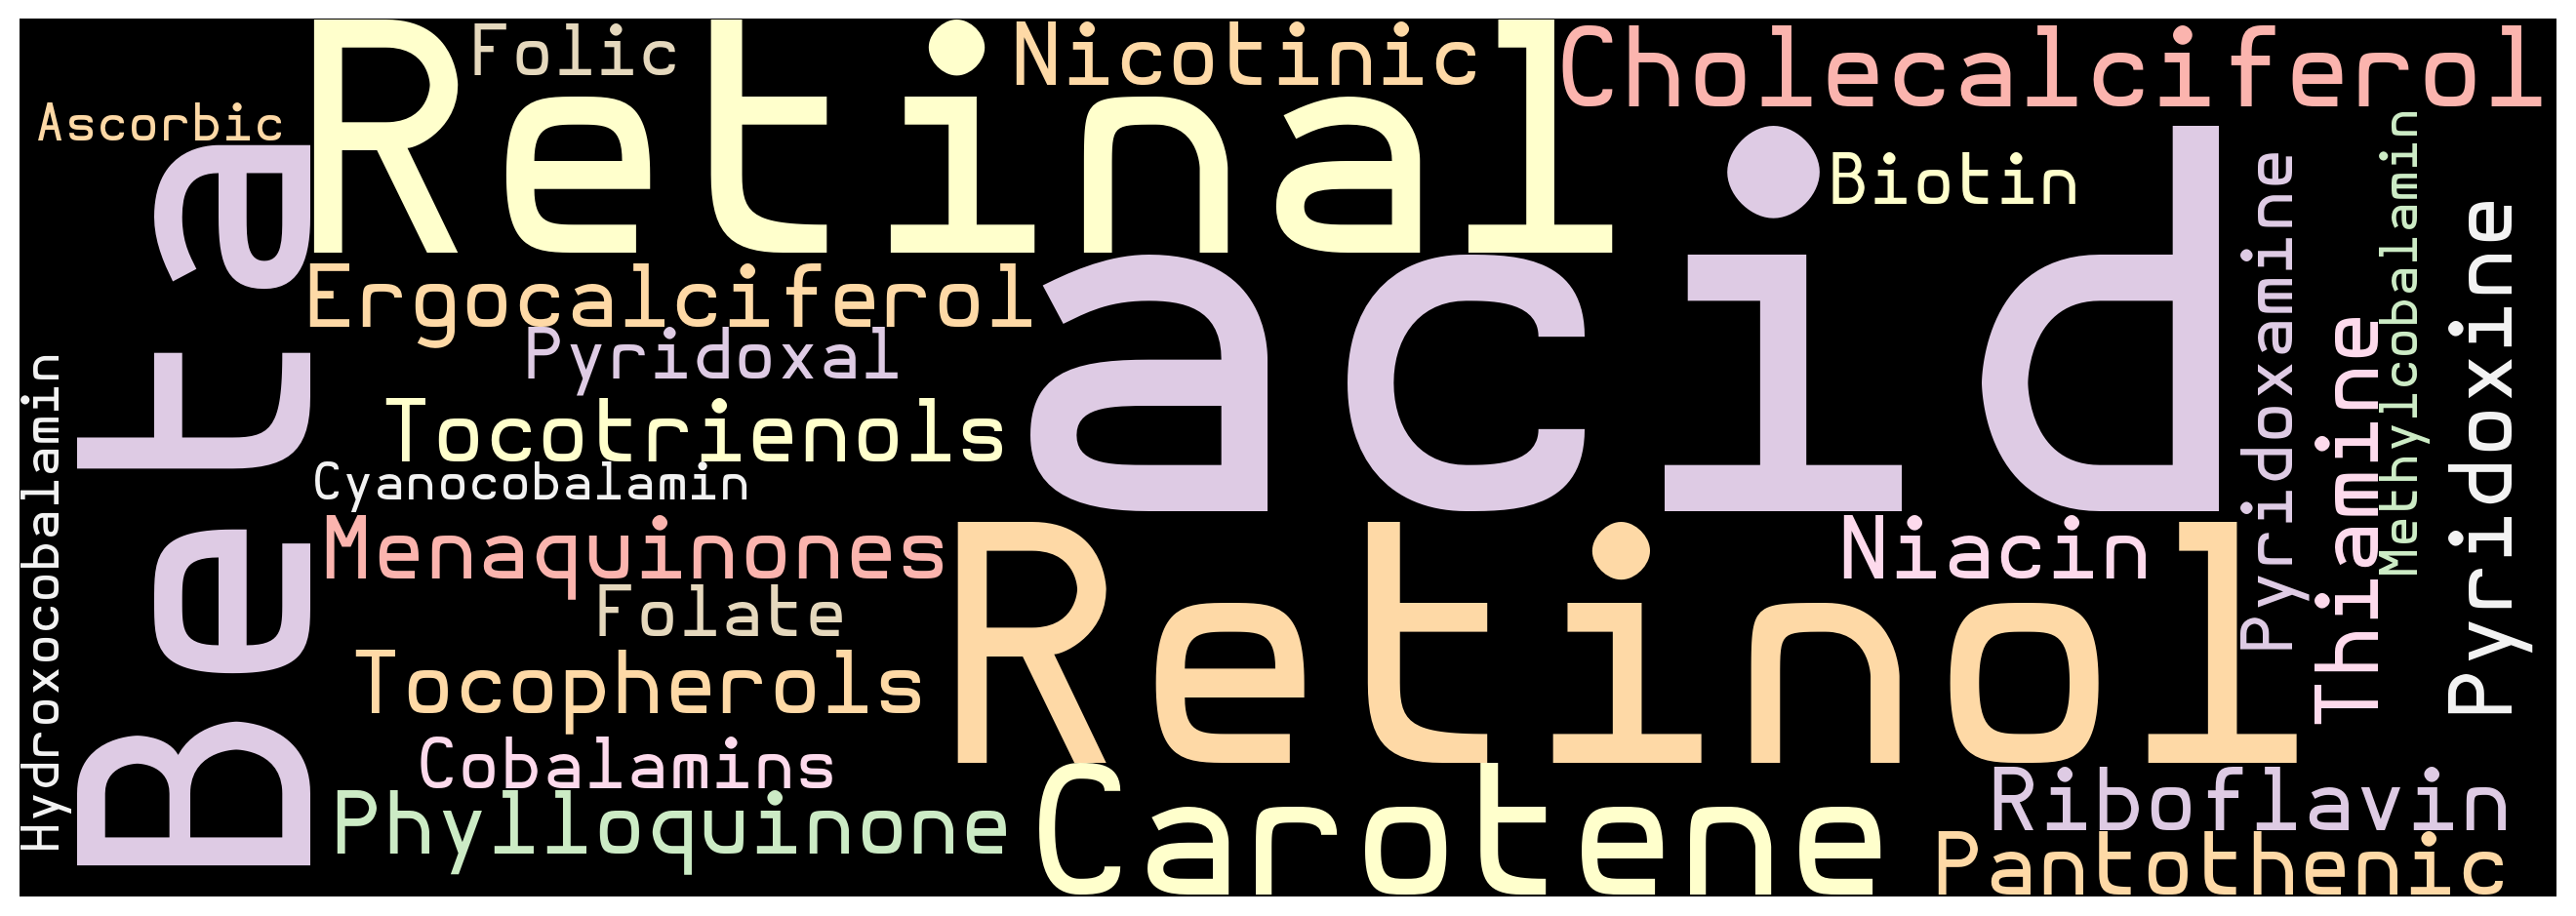 Folic
Nicotinic
Cholecalciferol
Retinal
Ascorbic
Biotin
Beta
acid
Ergocalciferol
Pyridoxal
Tocotrienols
Cyanocobalamin
Hydroxocobalamin
Menaquinones
Niacin
Folate
Retinol
Tocopherols
Cobalamins
Phylloquinone
Carotene
Riboflavin
Pantothenic
Pyridoxamine
Thiamine
Methylcobalamin
Pyridoxine